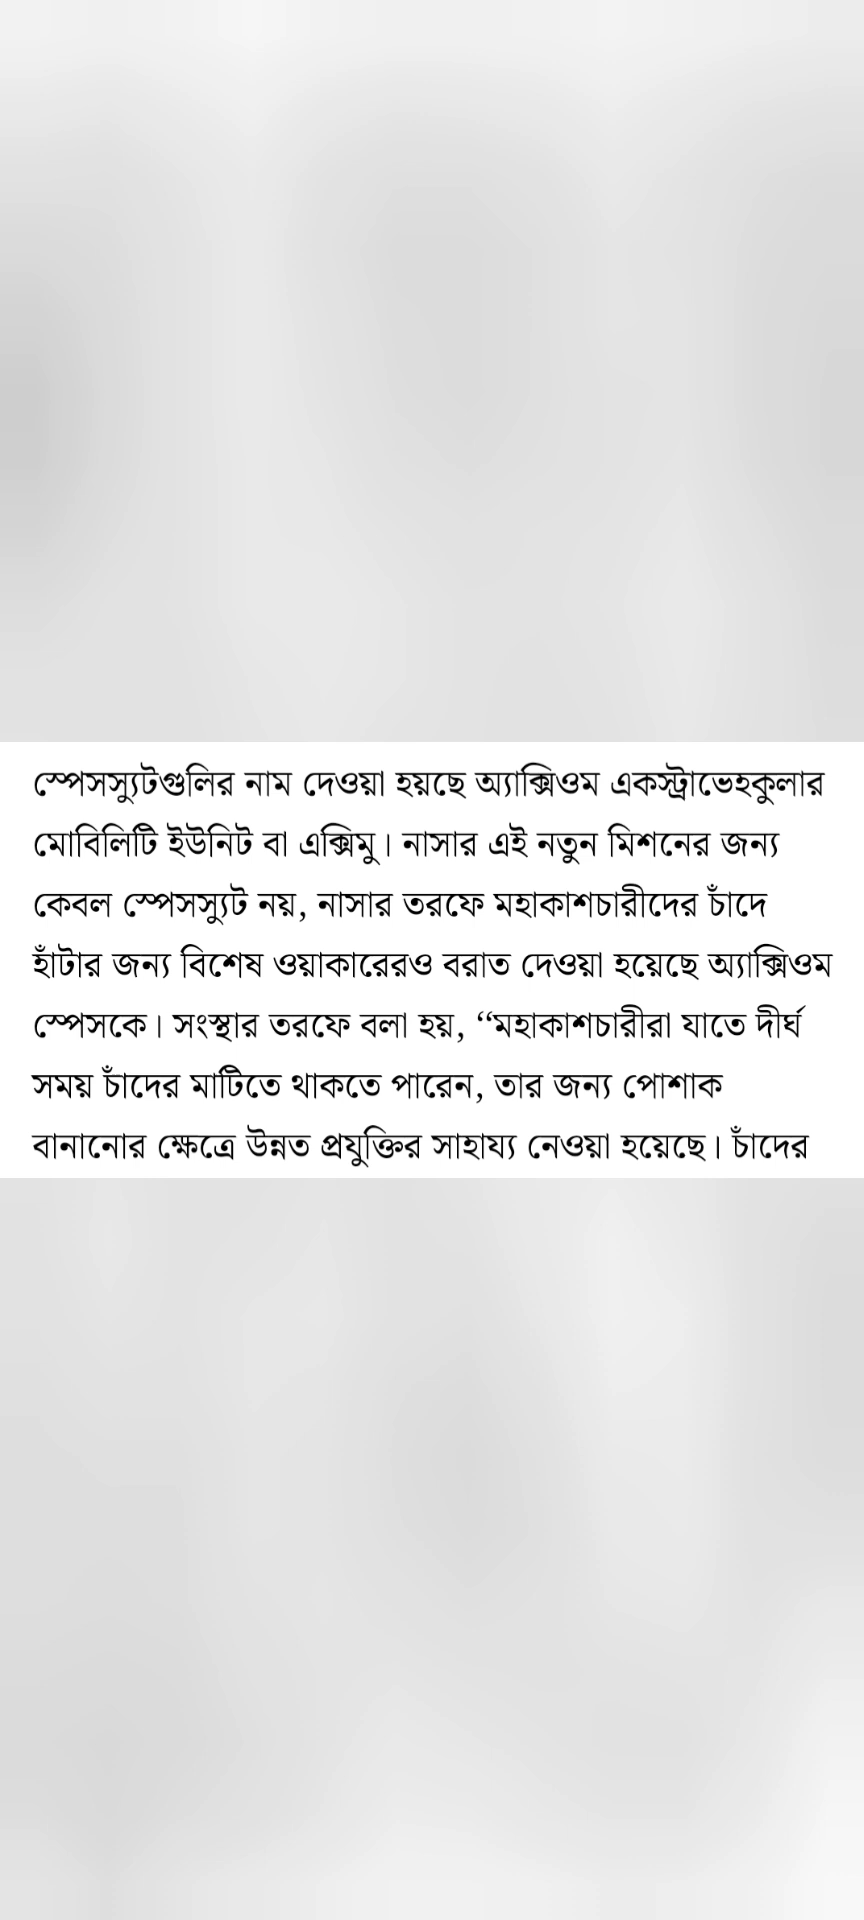 স্পেসস্যুটগুলির নাম দেওয়া হয়ছে অ্যাক্সিওম একস্ট্রাভেহকুলার
মোবিলিটি ইউনিট বা এক্সিমু। নাসার এই নতুন মিশনের জন্য
কেবল স্পেসস্যুট নয়, নাসার তরফে মহাকাশচারীদের চাঁদে
হাঁটার জন্য বিশেষ ওয়াকারেরও বরাত দেওয়া হয়েছে অ্যাক্সিওম
স্পেসকে। সংস্থার তরফে বলা হয়, “মহাকাশচারীরা যাতে দীর্ঘ
সময় চাঁদের মাটিতে থাকতে পারেন, তার জন্য পোশাক
বানানোর ক্ষেত্রে উন্নত প্রযুক্তির সাহায্য নেওয়া হয়েছে। চাঁদের